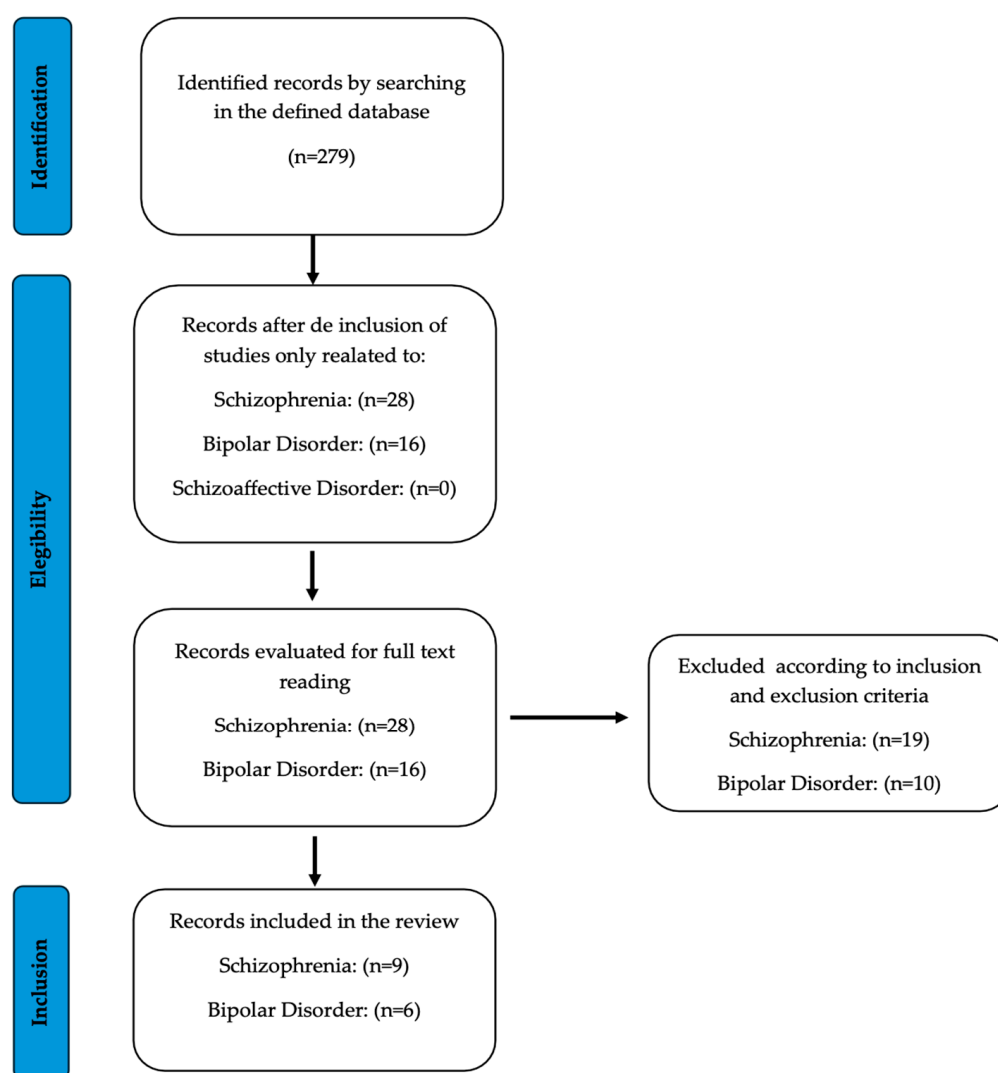 Identification
Identified records by searching
in the defined database
(n=279)
Elegibility
Records after de inclusion of
studies only realated to:
Schizophrenia: (n=28)
Bipolar Disorder: (n=16)
Schizoaffective Disorder: (n=0)
Records evaluated for full text
reading
Schizophrenia: (n=28)
Bipolar Disorder: (n=16)
Excluded according to inclusion
and exclusion criteria
Schizophrenia: (n=19)
Bipolar Disorder: (n=10)
Inclusion
Records included in the review
Schizophrenia: (n=9)
Bipolar Disorder: (n=6)